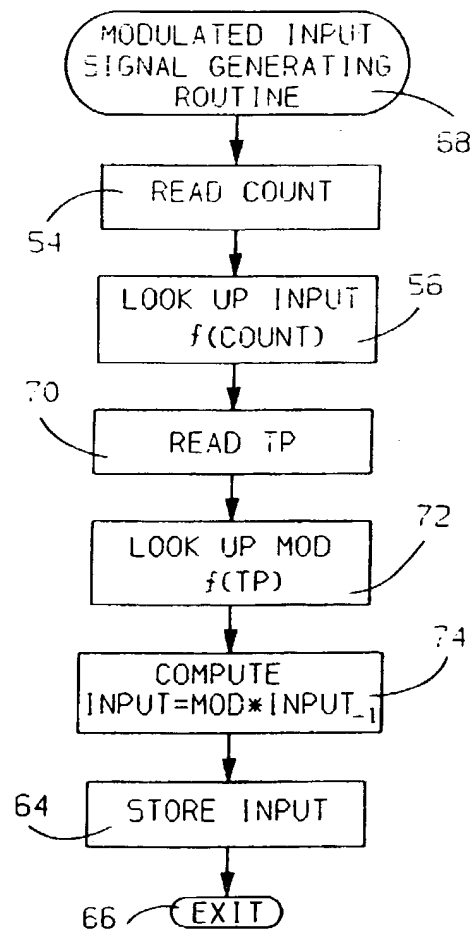 MODULATED INPUT
SIGNAL GENERATING
ROUTINE
68
READ COUNT
54
LOOK UP INPUT
f(COUNT)
56
70
READ TP
LOOK UP MOD
f(TP)
72
74
COMPUTE
INPUT=MOD*INPUT-1
64
STORE INPUT
66
EXIT